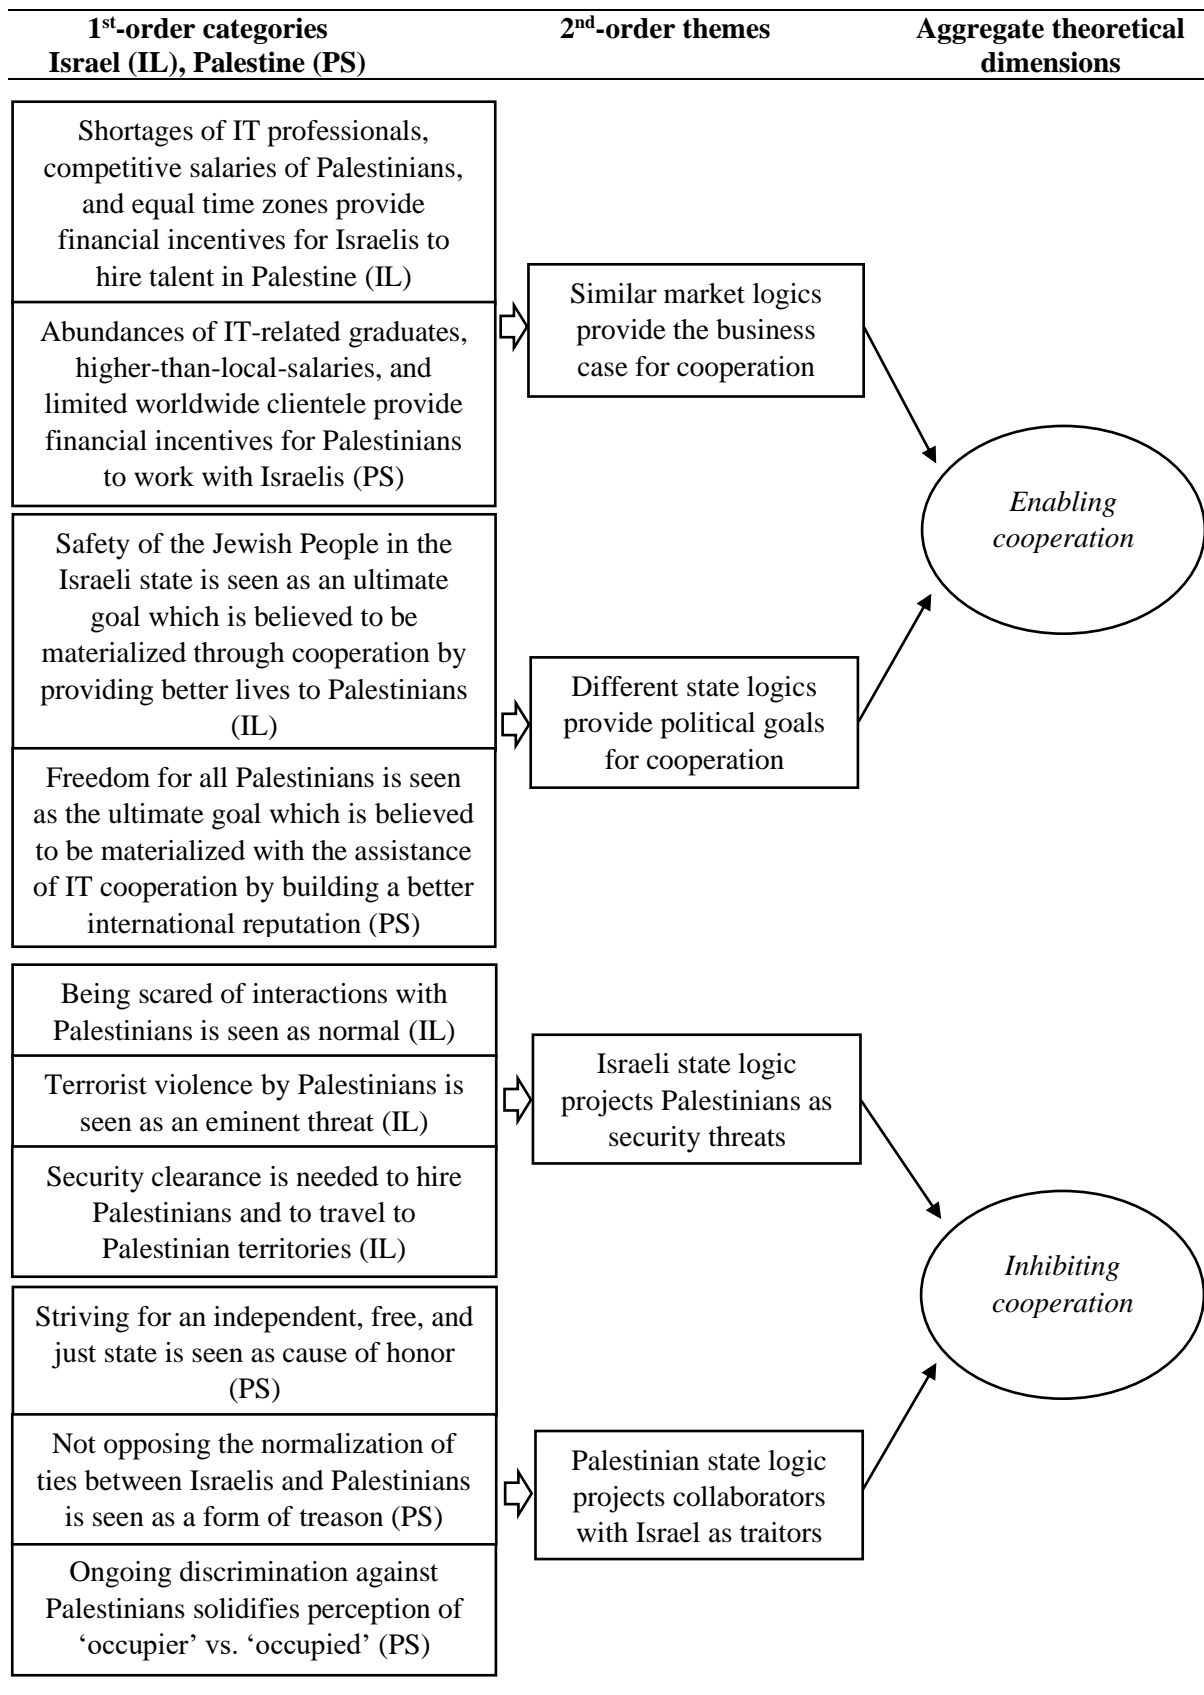 1st-order categories
Israel (IL), Palestine (PS)
2nd-order themes
Aggregate theoretical
dimensions
Shortages of IT professionals,
competitive salaries of Palestinians,
and equal time zones provide
financial incentives for Israelis to
hire talent in Palestine (IL)
Abundances of IT-related graduates,
higher-than-local-salaries, and
limited worldwide clientele provide
financial incentives for Palestinians
to work with Israelis (PS)
Similar market logics
provide the business
case for cooperation
Safety of the Jewish People in the
Israeli state is seen as an ultimate
goal which is believed to be
materialized through cooperation by
providing better lives to Palestinians
(IL)
Freedom for all Palestinians is seen
as the ultimate goal which is believed
to be materialized with the assistance
of IT cooperation by building a better
international reputation (PS)
Different state logics
provide political goals
for cooperation
Enabling
cooperation
Being scared of interactions with
Palestinians is seen as normal (IL)
Terrorist violence by Palestinians is
seen as an eminent threat (IL)
Security clearance is needed to hire
Palestinians and to travel to
Palestinian territories (IL)
Israeli state logic
projects Palestinians as
security threats
Striving for an independent, free, and
just state is seen as cause of honor
(PS)
Not opposing the normalization of
ties between Israelis and Palestinians
is seen as a form of treason (PS)
Ongoing discrimination against
Palestinians solidifies perception of
‘occupier’ vs. ‘occupied’ (PS)
Palestinian state logic
projects collaborators
with Israel as traitors
Inhibiting
cooperation